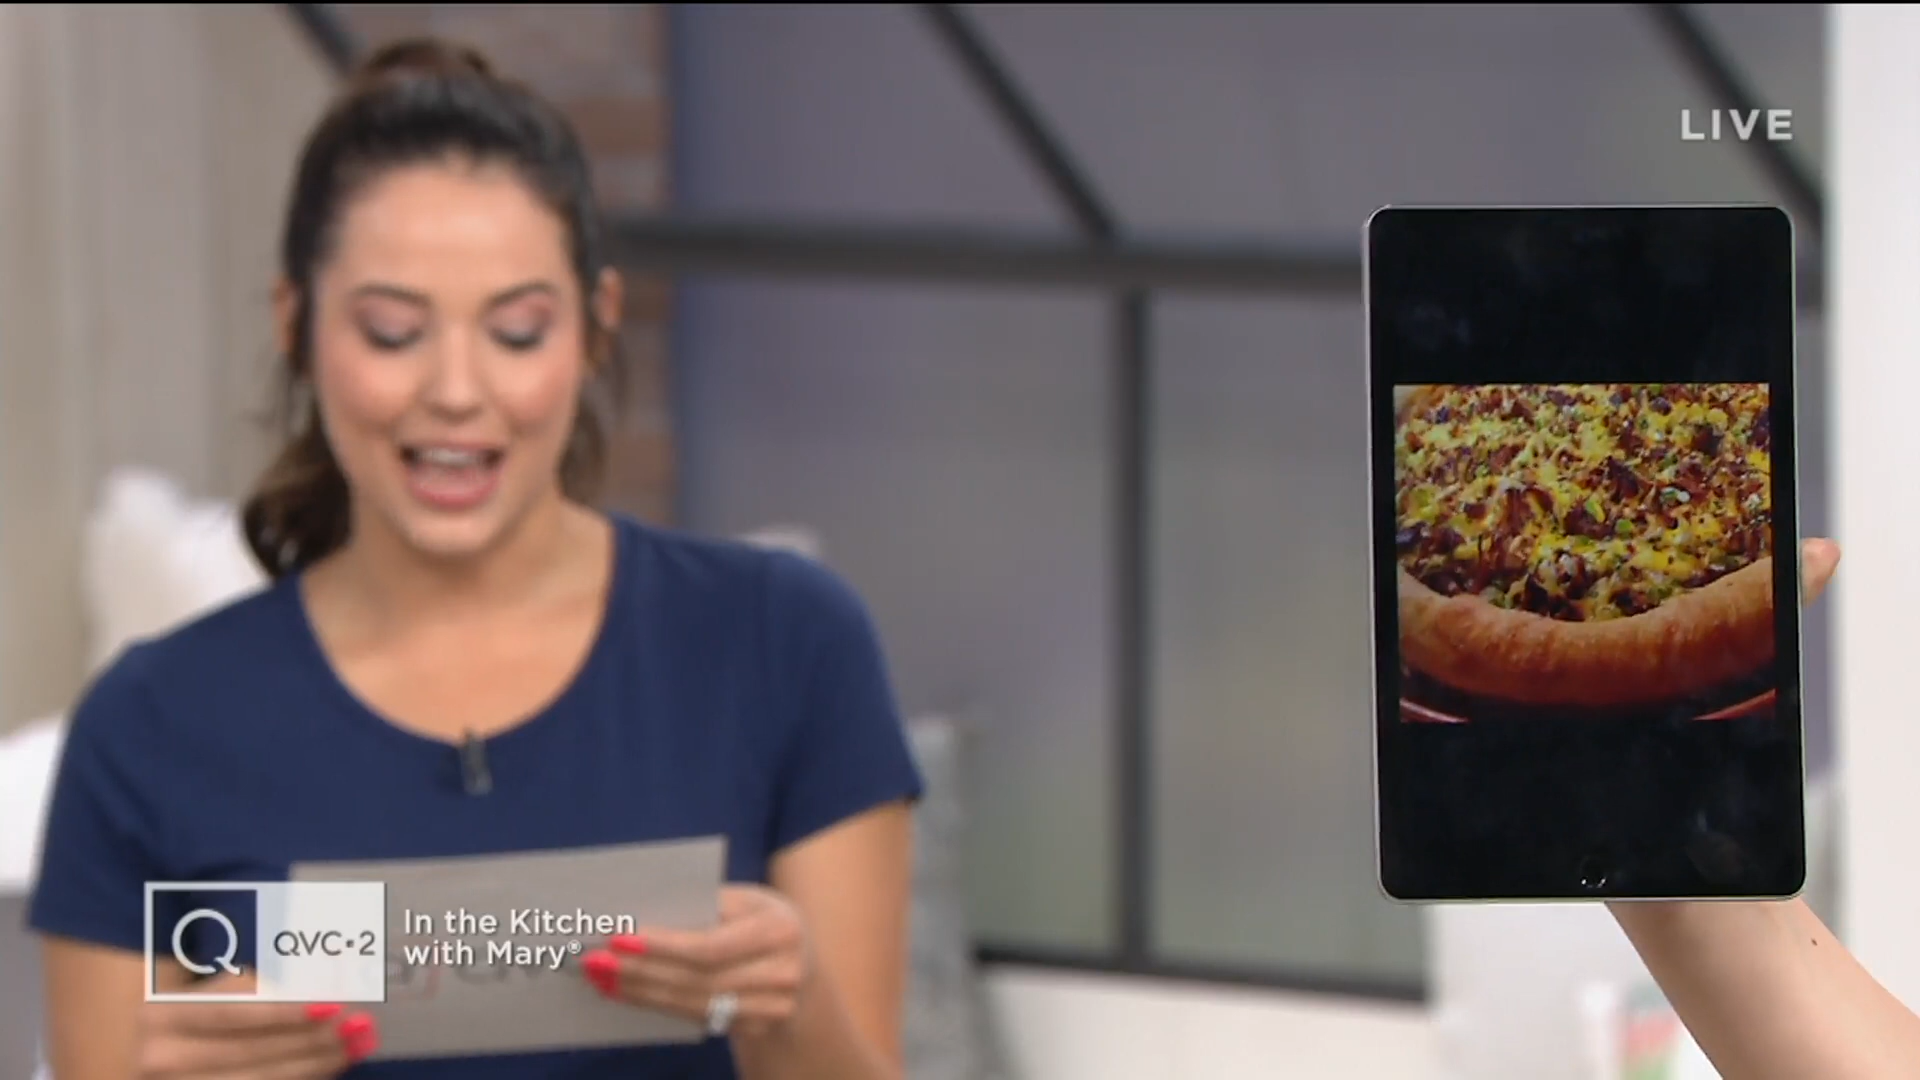 LIVE
Q QVC•2
In the Kitchen
with Mary®